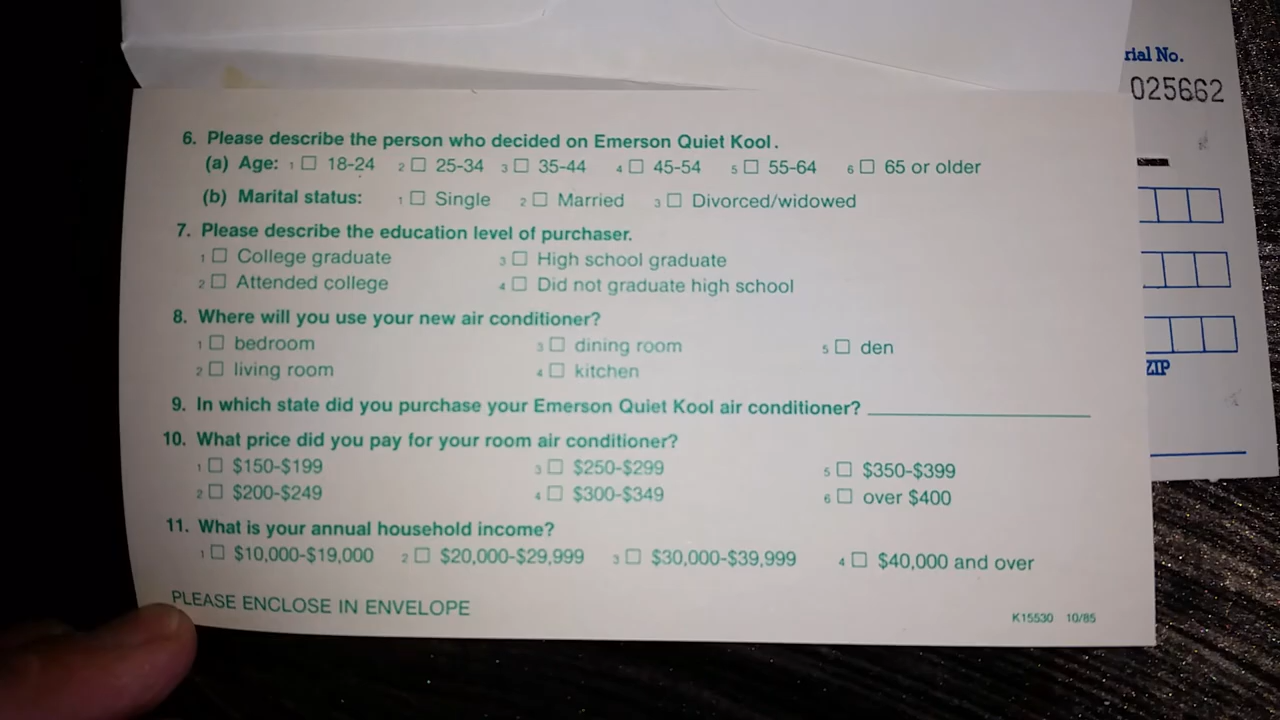 rial No.
025662
6. Please describe the person who decided on Emerson Quiet Kool.
(a) Age: 1 □ 18-24 2 □ 25-34 3 □ 35-44 4 □ 45-54 5 □ 55-64 6 □ 65 or older
(b) Marital status: 1 □ Single 2 □ Married 3 □ Divorced/widowed
7. Please describe the education level of purchaser.
1 □ College graduate 3 □ High school graduate
2 □ Attended college 4 □ Did not graduate high school
8. Where will you use your new air conditioner?
1 □ bedroom 3 □ dining room 5 □ den
2 □ living room 4 □ kitchen
ZIP
9. In which state did you purchase your Emerson Quiet Kool air conditioner?
10. What price did you pay for your room air conditioner?
1 □ $150-$199 3 □ $250-$299 5 □ $350-$399
2 □ $200-$249 4 □ $300-$349 6 □ over $400
11. What is your annual household income?
1 □ $10,000-$19,000 2 □ $20,000-$29,999 3 □ $30,000-$39,999 4 □ $40,000 and over
PLEASE ENCLOSE IN ENVELOPE
K15530 10/85